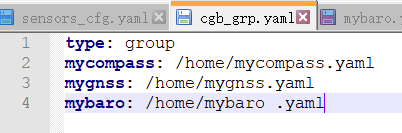 sensors_cfg.yaml cgb_grp.yaml mybaro.
1 type: group
2 mycompass: /home/mycompass.yaml
3 mygnss: /home/mygnss.yaml
4 mybaro: /home/mybaro .yaml